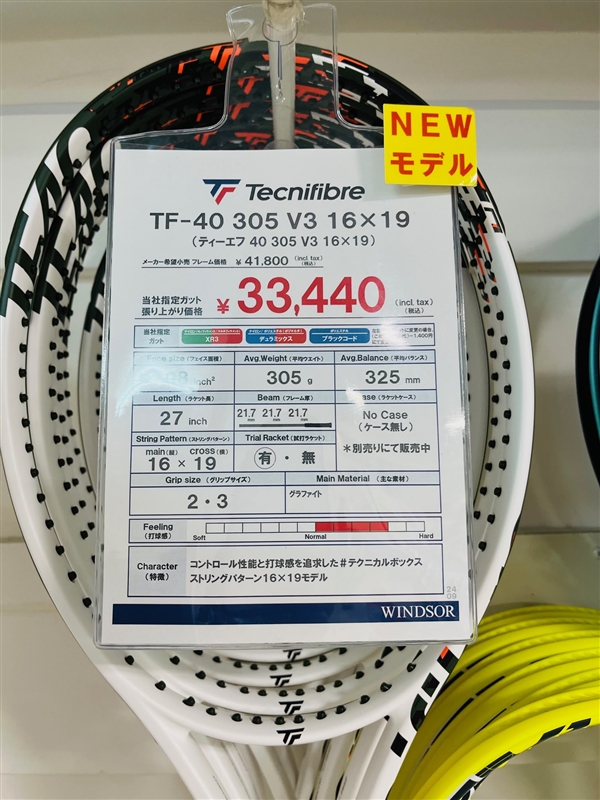 NEW
モデル
Tecnifibre
TF-40 305 V3 16×19
(ティーエフ 40 305 V3 16×19)
メーカー希望小売 フレーム価格 ¥ 41,800 (incl tax) (税込)
当社指定ガット
張り上がり価格 ¥ 33,440 (incl. tax) (税込)
当社指定
ガット
XR3 デュラミックス ブラックコード
Face size (フェイス面積) Avg.Weight (平均ウエイト) Avg.Balance (平均バランス)
inch² 305 g 325 mm
Length (ラケット長) Beam (フレーム厚) Case (ラケットケース)
27 inch 21.7 21.7 21.7 No Case
(ケース無し)
String Pattern (ストリングパターン) Trial Racket (試打ラケット)
main(縦) cross(横) 有・無 *別売りにて販売中
16 × 19
Grip size (グリップサイズ) Main Material (主な素材)
2・3 グラファイト
Feeling
(打球感)
Soft Normal Hard
Character
(特徴)
コントロール性能と打球感を追求した#テクニカルボックス
ストリングパターン16×19モデル
24
09
WINDSOR